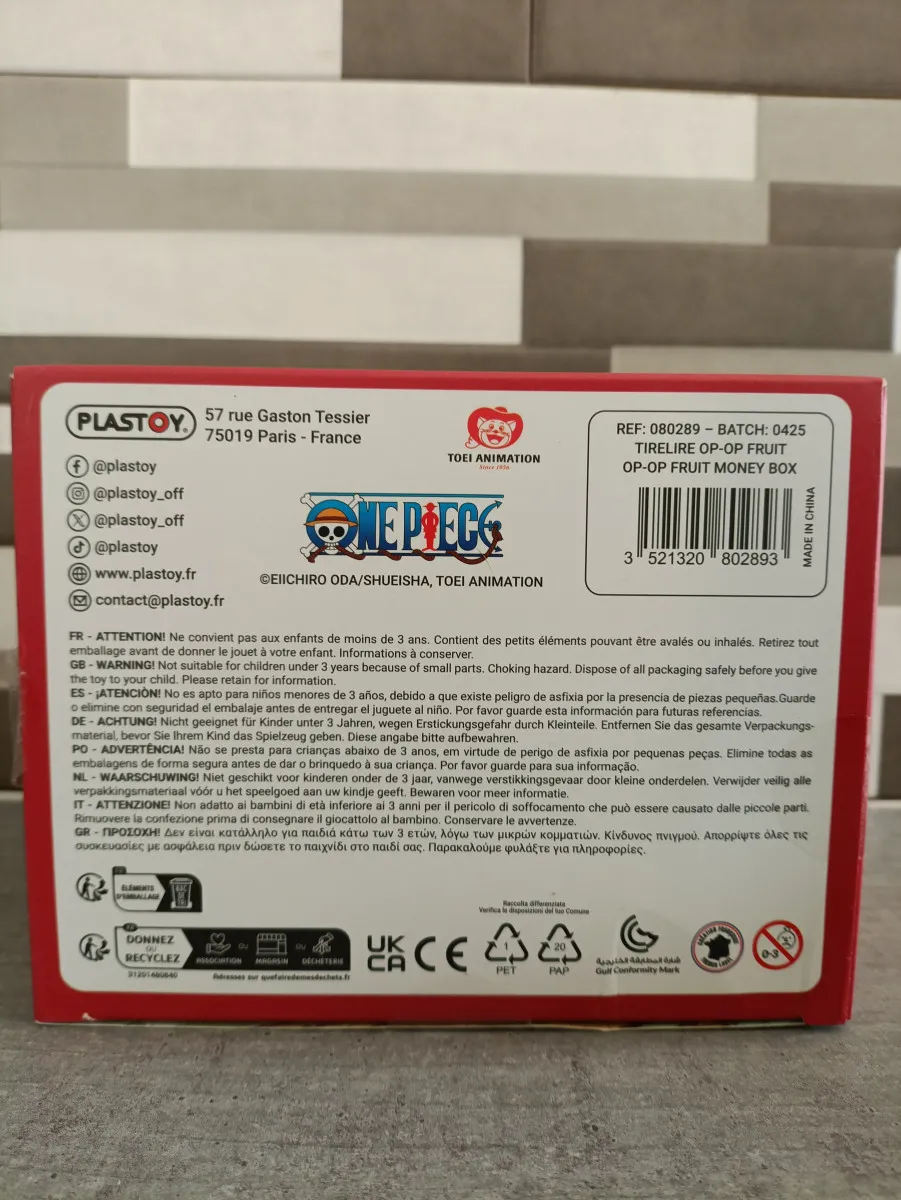 PLASTOY®
57 rue Gaston Tessier
75019 Paris - France
@plastoy
@plastoy_off
@plastoy_off
@plastoy
www.plastoy.fr
contact@plastoy.fr
TOEI ANIMATION
Since 1956
ONE PIECE
©EIICHIRO ODA/SHUEISHA, TOEI ANIMATION
REF: 080289 – BATCH: 0425
TIRELIRE OP-OP FRUIT
OP-OP FRUIT MONEY BOX
3 521320 802893
MADE IN CHINA
FR - ATTENTION! Ne convient pas aux enfants de moins de 3 ans. Contient des petits éléments pouvant être avalés ou inhalés. Retirez tout
emballage avant de donner le jouet à votre enfant. Informations à conserver.
GB - WARNING! Not suitable for children under 3 years because of small parts. Choking hazard. Dispose of all packaging safely before you give
the toy to your child. Please retain for information.
ES - ¡ATENCIÒN! No es apto para niños menores de 3 años, debido a que existe peligro de asfixia por la presencia de piezas pequeñas.Guarde
o elimine con seguridad el embalaje antes de entregar el juguete al niño. Por favor guarde esta información para futuras referencias.
DE - ACHTUNG! Nicht geeignet für Kinder unter 3 Jahren, wegen Erstickungsgefahr durch Kleinteile. Entfernen Sie das gesamte Verpackungs-
material, bevor Sie Ihrem Kind das Spielzeug geben. Diese angabe bitte aufbewahren.
PO - ADVERTÊNCIA! Não se presta para crianças abaixo de 3 anos, em virtude de perigo de asfixia por pequenas peças. Elimine todas as
embalagens de forma segura antes de dar o brinquedo à sua criança. Por favor guarde para sua informação.
NL - WAARSCHUWING! Niet geschikt voor kinderen onder de 3 jaar, vanwege verstikkingsgevaar door kleine onderdelen. Verwijder veilig alle
verpakkingsmateriaal vóór u het speelgoed aan uw kindje geeft. Bewaren voor meer informatie.
IT - ATTENZIONE! Non adatto ai bambini di età inferiore ai 3 anni per il pericolo di soffocamento che può essere causato dalle piccole parti.
Rimuovere la confezione prima di consegnare il giocattolo al bambino. Conservare le avvertenze.
GR - ΠΡΟΣΟΧΗ! Δεν είναι κατάλληλο για παιδιά κάτω των 3 ετών, λόγω των μικρών κομματιών. Κίνδυνος πνιγμού. Απορρίψτε όλες τις
συσκευασίες με ασφάλεια πριν δώσετε το παιχνίδι στο παιδί σας. Παρακαλούμε φυλάξτε για πληροφορίες.
FR
ÉLÉMENTS
D'EMBALLAGE
BAC
DE
TRI
FR
DONNEZ
OU
RECYCLEZ
ASSOCIATION
OU
MAGASIN
OU
DÉCHÈTERIE
Adresses sur quefairedemesdechets.fr
UK
CA
CE
Raccolta differenziata
Verifica le disposizioni del tuo Comune
1
PET
20
PAP
شارة المطابقة الخليجية
Gulf Conformity Mark
CRÉATION FRANÇAISE
0-3